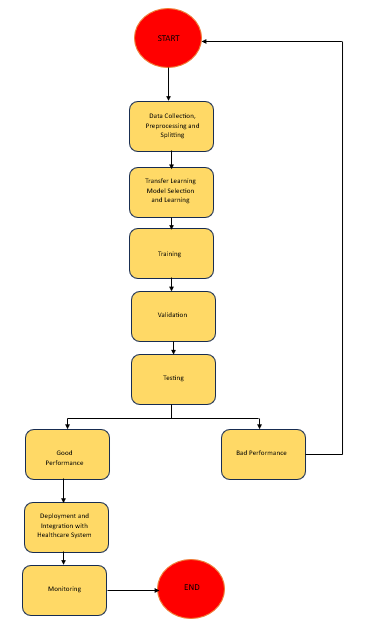 START
Data Collection,
Preprocessing and
Splitting
Transfer Learning
Model Selection
and Learning
Training
Validation
Testing
Good
Performance
Bad Performance
Deployment and
Integration with
Healthcare System
Monitoring
END